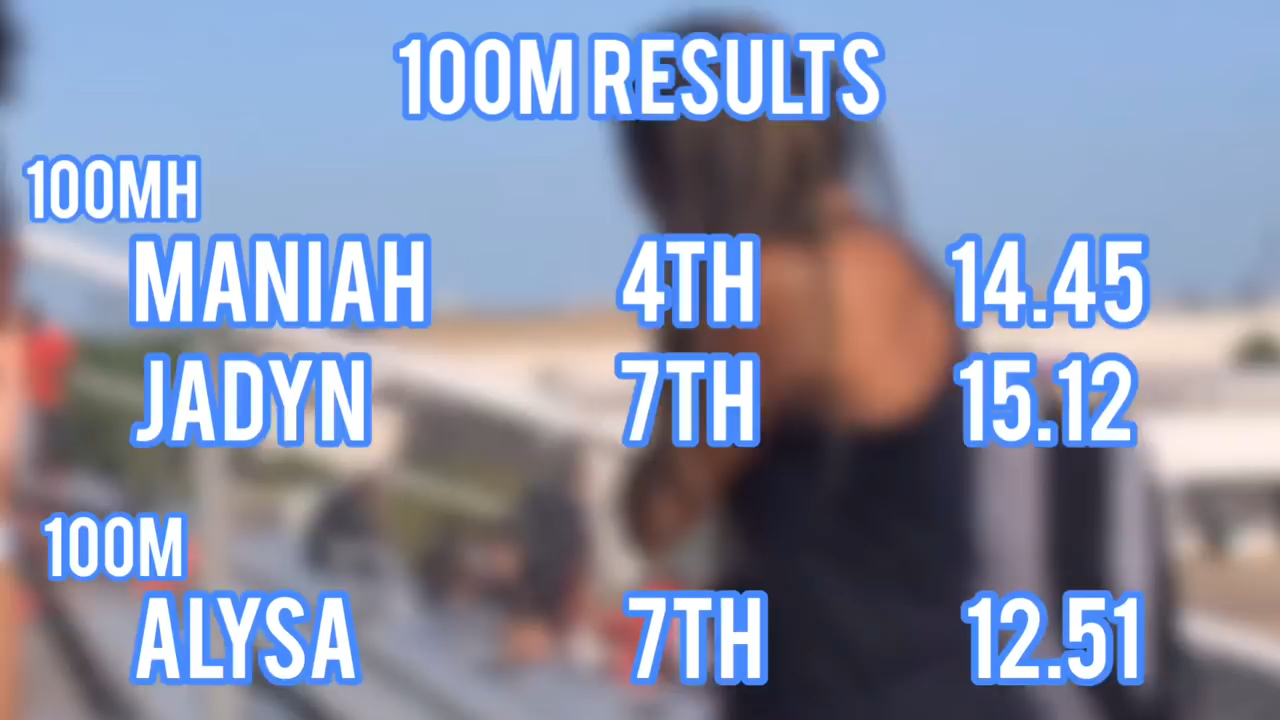 100M RESULTS
100MH
MANIAH 4TH 14.45
JADYN 7TH 15.12
100M
ALYSA 7TH 12.51